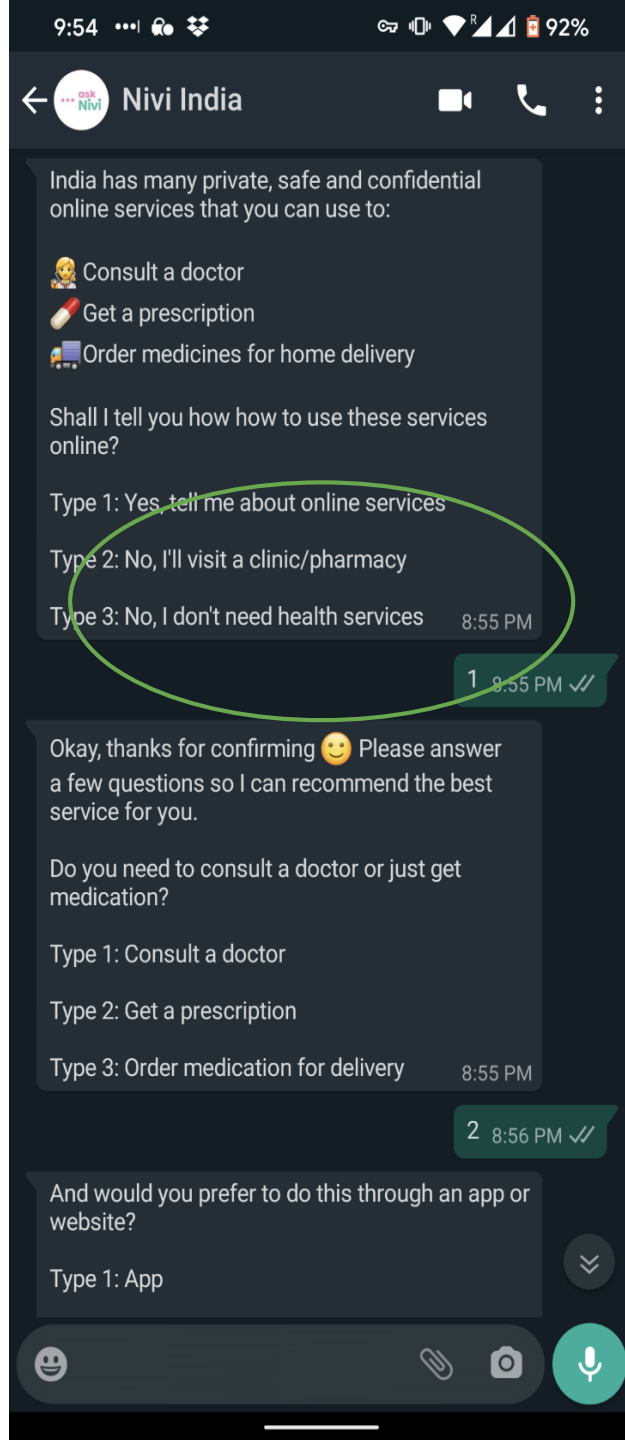 9:54
R
92%
ask
Nivi
Nivi India
India has many private, safe and confidential
online services that you can use to:
Consult a doctor
Get a prescription
Order medicines for home delivery
Shall I tell you how how to use these services
online?
Type 1: Yes, tell me about online services
Type 2: No, I'll visit a clinic/pharmacy
Type 3: No, I don't need health services
8:55 PM
1 8:55 PM
Okay, thanks for confirming 🙂 Please answer
a few questions so I can recommend the best
service for you.
Do you need to consult a doctor or just get
medication?
Type 1: Consult a doctor
Type 2: Get a prescription
Type 3: Order medication for delivery
8:55 PM
2 8:56 PM
And would you prefer to do this through an app or
website?
Type 1: App